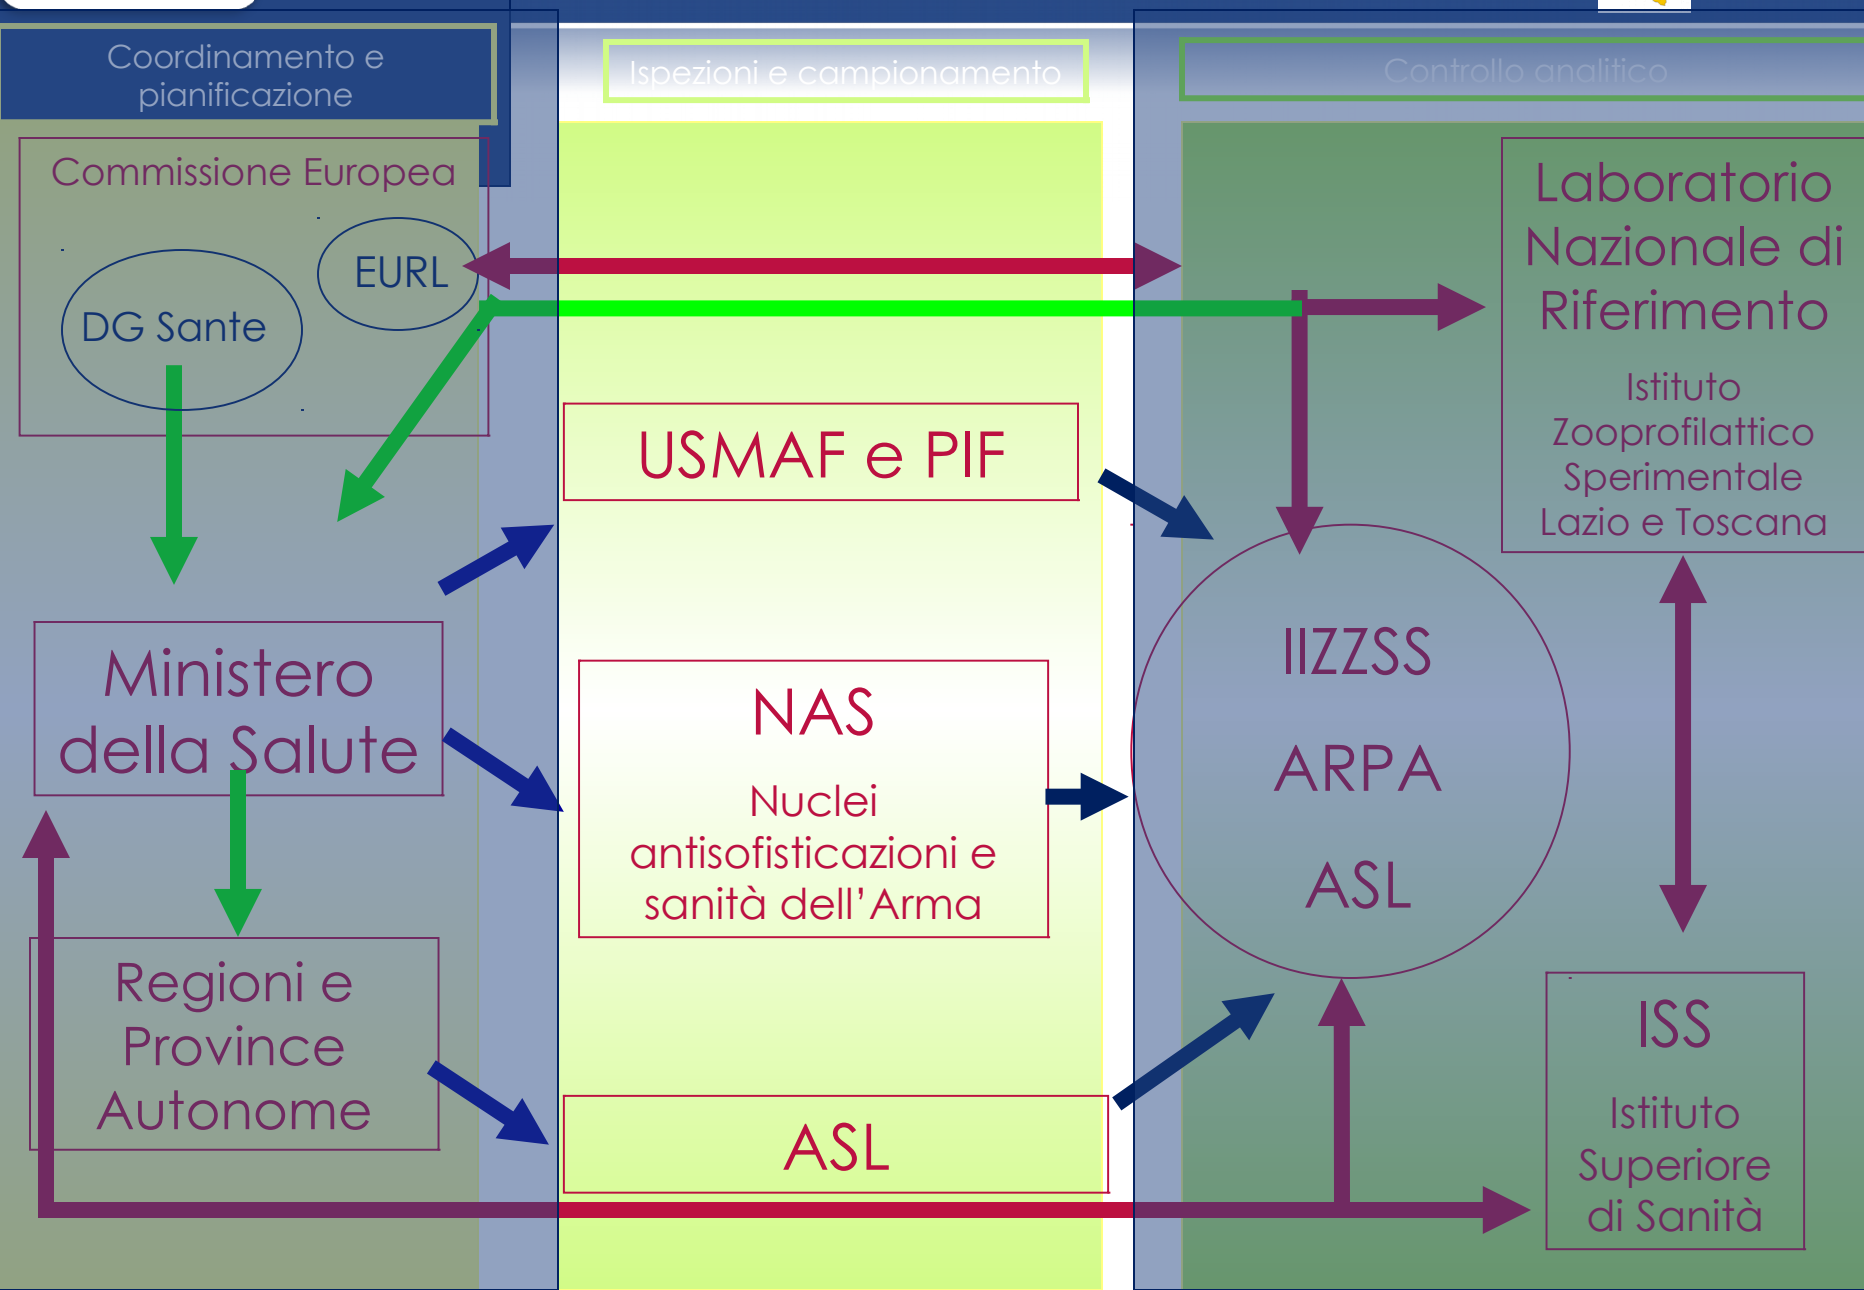 Coordinamento e
pianificazione
Ispezioni e campionamento
Controllo analitico
Commissione Europea
EURL
DG Sante
Ministero
della Salute
Regioni e
Province
Autonome
USMAF e PIF
NAS
Nuclei
antisofisticazioni e
sanità dell’Arma
ASL
IIZZSS
ARPA
ASL
Laboratorio
Nazionale di
Riferimento
Istituto
Zooprofilattico
Sperimentale
Lazio e Toscana
ISS
Istituto
Superiore
di Sanità